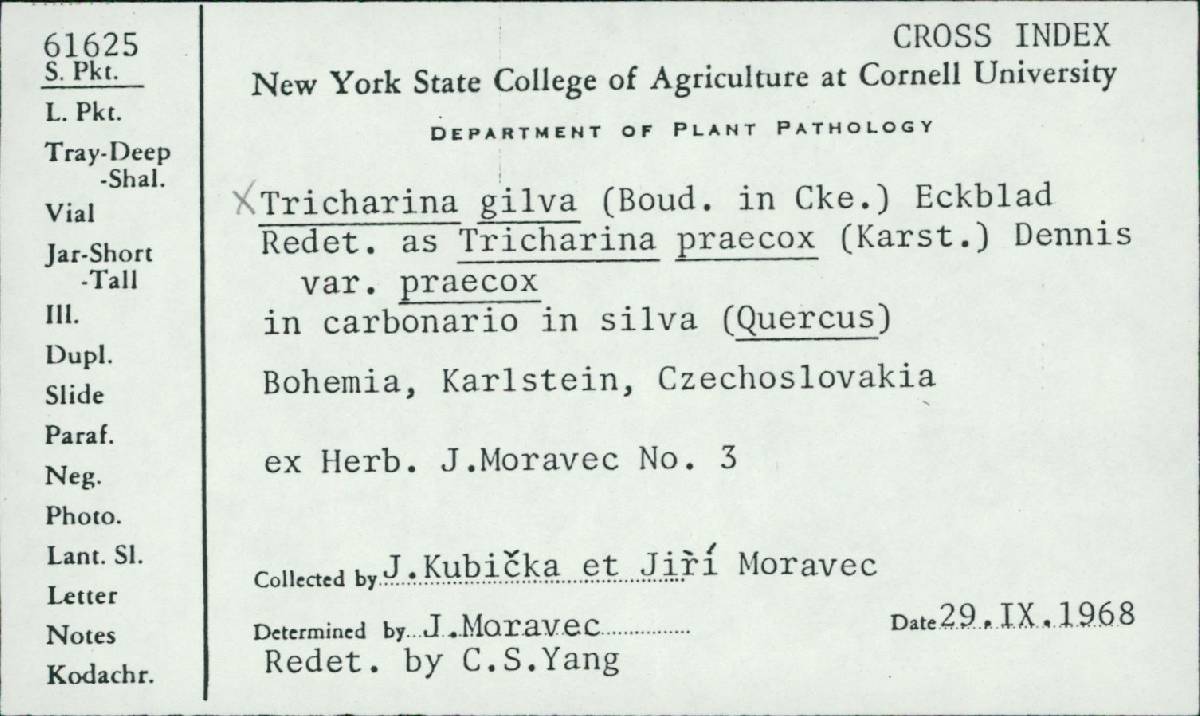 61625
S. Pkt.
L. Pkt.
Tray-Deep
-Shal.
Vial
Jar-Short
-Tall
Ill.
Dupl.
Slide
Paraf.
Neg.
Photo.
Lant. Sl.
Letter
Notes
Kodachr.
CROSS INDEX
New York State College of Agriculture at Cornell University
DEPARTMENT OF PLANT PATHOLOGY
XTricharina gilva (Boud. in Cke.) Eckblad
Redet. as Tricharina praecox (Karst.) Dennis
var. praecox
in carbonario in silva (Quercus)
Bohemia, Karlstein, Czechoslovakia
ex Herb. J.Moravec No. 3
Collected by J.Kubička et Jiří Moravec
Determined by J.Moravec
Date 29.IX.1968
Redet. by C.S.Yang